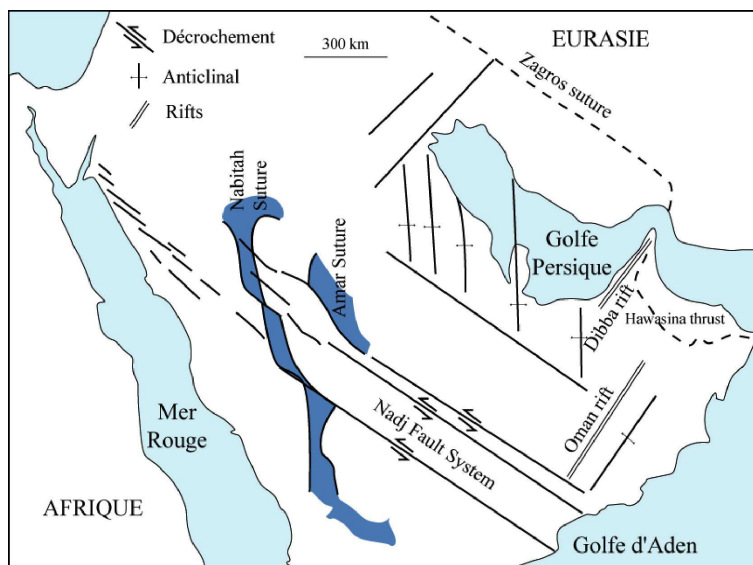 Décrochement
Anticlinal
Rifts
300 km
EURASIE
Zagros suture
Nabitah
Suture
Amar Suture
Golfe
Persique
Dibba rift
Hawasina thrust
Oman rift
Nadj Fault System
Mer
Rouge
AFRIQUE
Golfe d'Aden